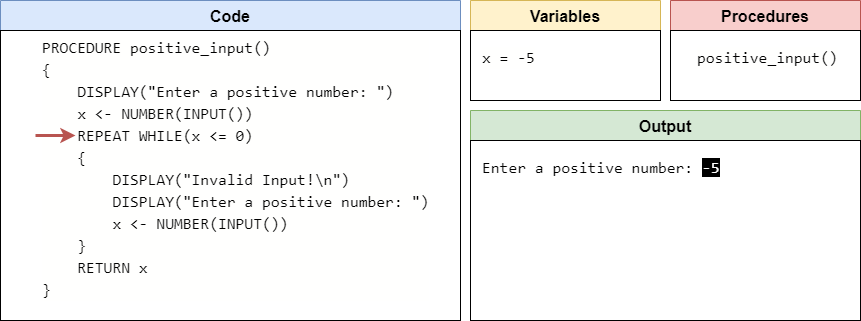 Code
PROCEDURE positive_input()
{
DISPLAY("Enter a positive number: ")
x <- NUMBER(INPUT())
REPEAT WHILE(x <= 0)
{
DISPLAY("Invalid Input!\n")
DISPLAY("Enter a positive number: ")
x <- NUMBER(INPUT())
}
RETURN x
}
Variables
x = -5
Procedures
positive_input()
Output
Enter a positive number: -5